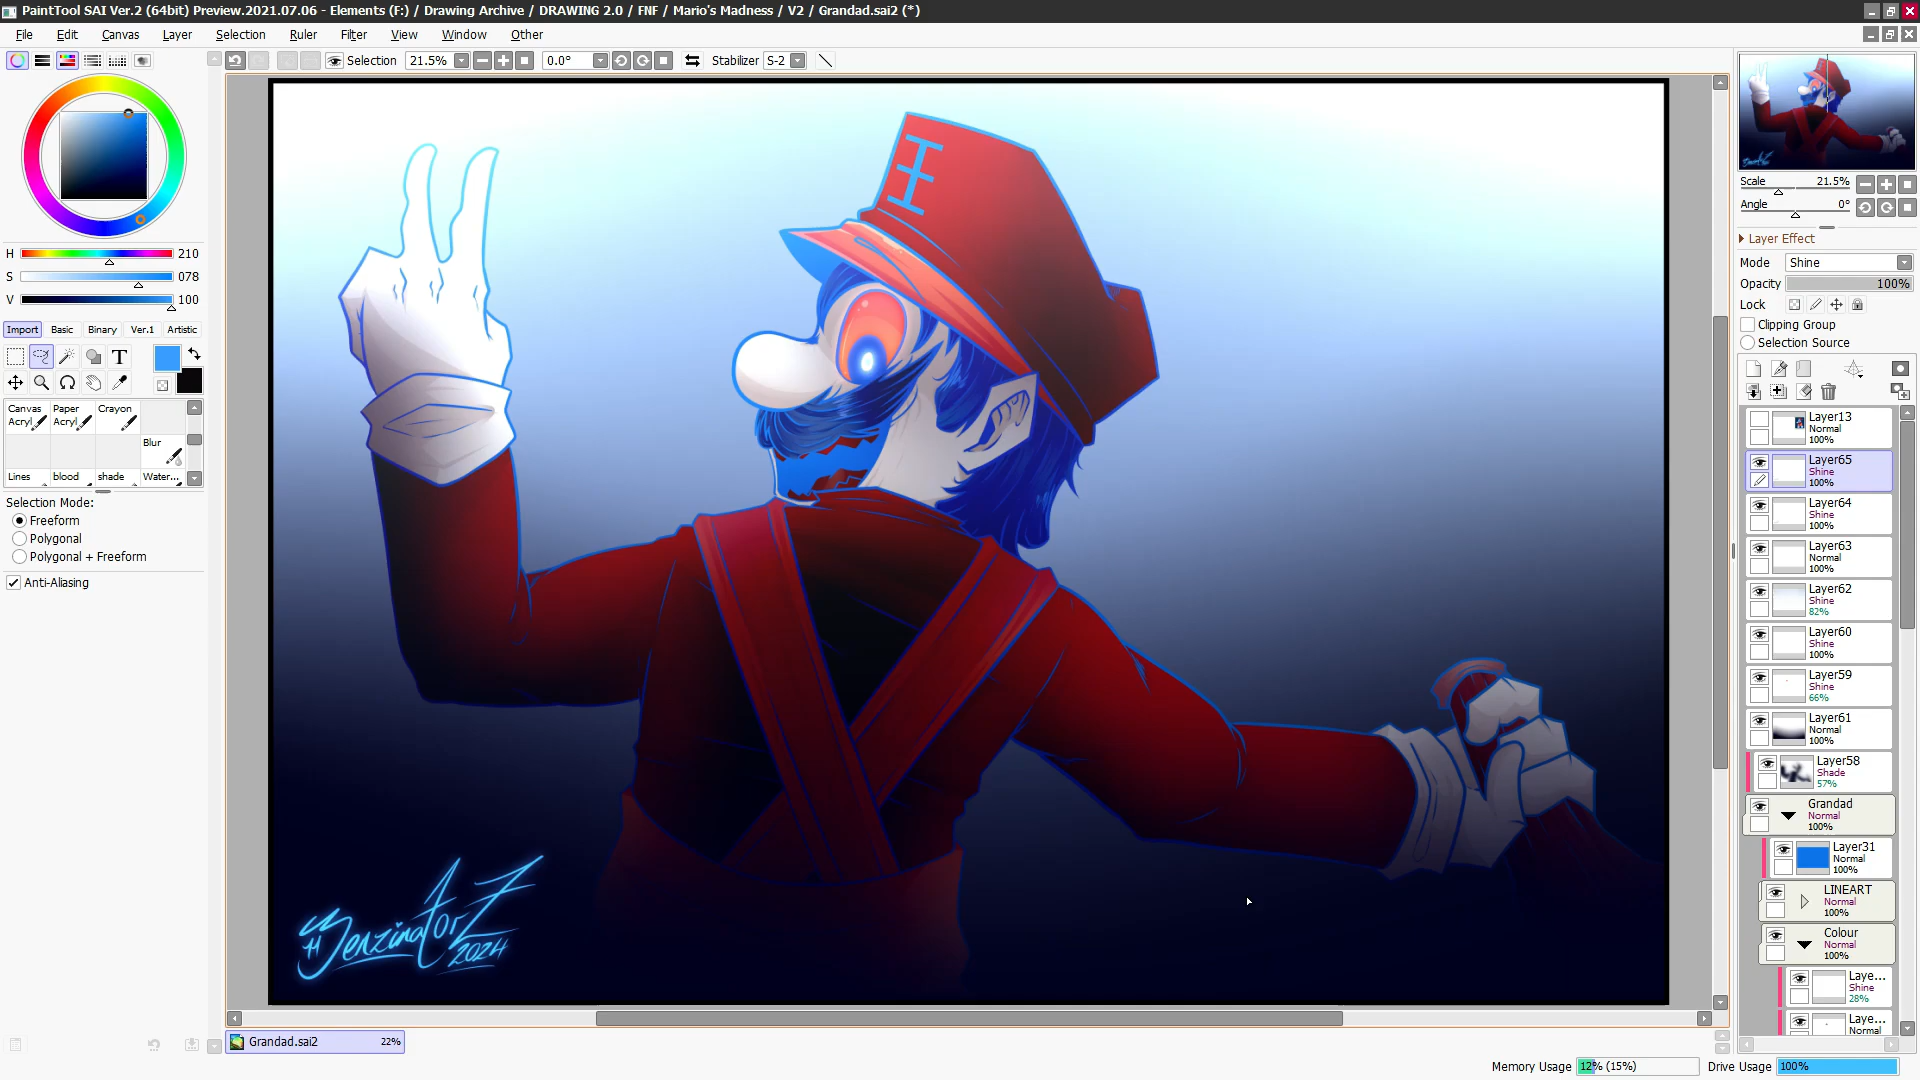 PaintTool SAI Ver.2 (64bit) Preview.2021.07.06 - Elements (F:) / Drawing Archive / DRAWING 2.0 / FNF / Mario's Madness / V2 / Grandad.sai2 (*)
File Edit Canvas Layer Selection Ruler Filter View Window Other
Selection 21.5% 0.0° Stabilizer S-2
H 210
S 078
V 100
Import Basic Binary Ver.1 Artistic
T
Canvas Paper Crayon
Acryl Acryl
Blur
Lines blood shade Water...
Selection Mode:
Freeform
Polygonal
Polygonal + Freeform
Anti-Aliasing
SenzinatorZ
2024
Grandad.sai2 22%
Scale 21.5%
Angle 0°
Layer Effect
Mode Shine
Opacity 100%
Lock
Clipping Group
Selection Source
Layer13
Normal
100%
Layer65
Shine
100%
Layer64
Shine
100%
Layer63
Normal
100%
Layer62
Shine
82%
Layer60
Shine
100%
Layer59
Shine
66%
Layer61
Normal
100%
Layer58
Shade
57%
Grandad
Normal
100%
Layer31
Normal
100%
LINEART
Normal
100%
Colour
Normal
100%
Laye...
Shine
28%
Laye...
Normal
Memory Usage 12% (15%) Drive Usage 100%